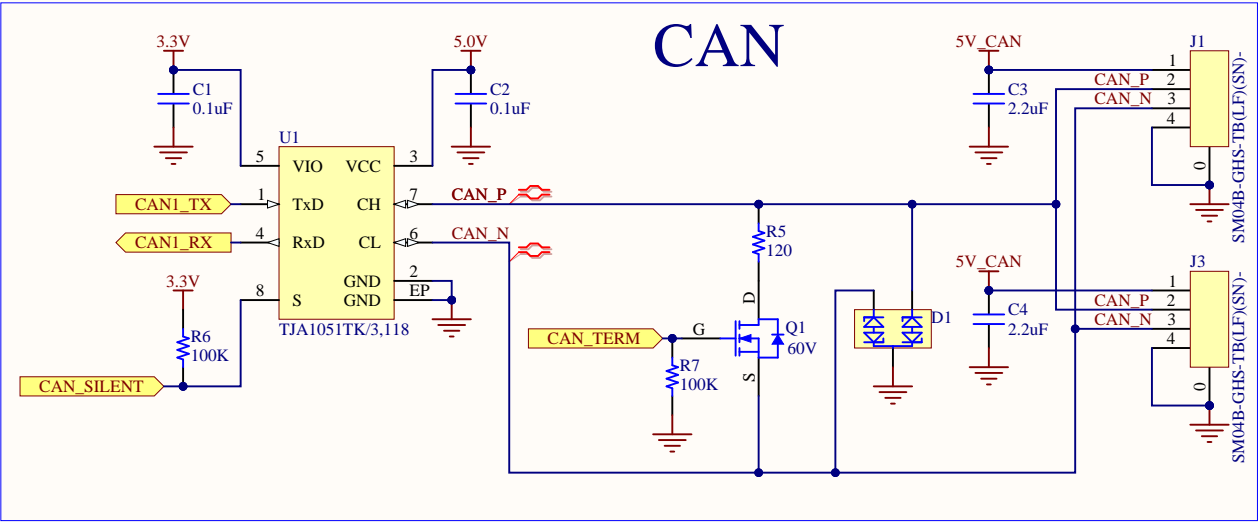 CAN
3.3V
C1
0.1uF
5.0V
C2
0.1uF
U1
5 VIO VCC 3
1 TxD CH 7
4 RxD CL 6
GND 2
8 S GND EP
TJA1051TK/3,118
CAN1_TX
CAN1_RX
3.3V
R6
100K
CAN_SILENT
CAN_P
CAN_N
R5
120
D
CAN_TERM
G
Q1
60V
S
R7
100K
D1
5V_CAN
C3
2.2uF
J1
1
CAN_P 2
CAN_N 3
4
0
SM04B-GHS-TB(LF)(SN)-
5V_CAN
C4
2.2uF
J3
1
CAN_P 2
CAN_N 3
4
0
SM04B-GHS-TB(LF)(SN)-